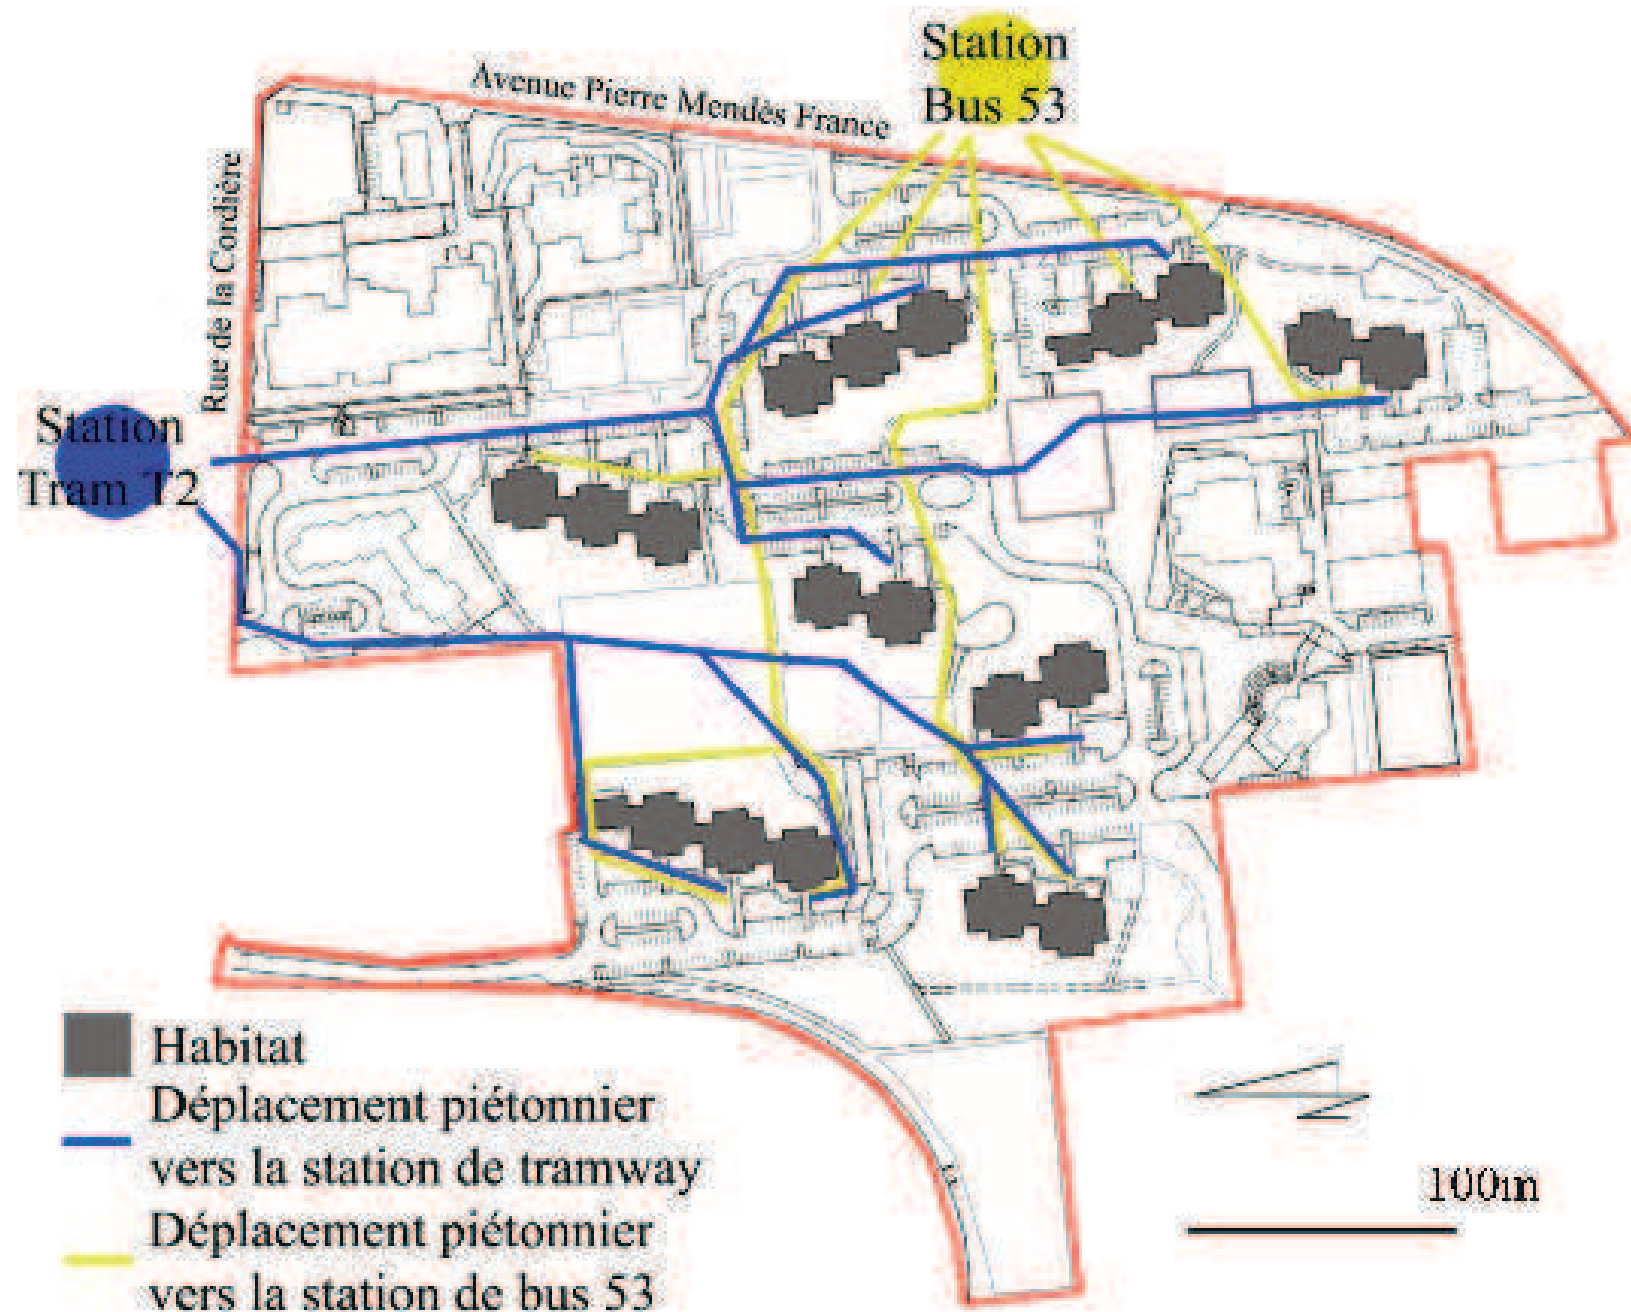 Station
Bus 53
Avenue Pierre Mendès France
Rue de la Cordière
Station
Tram T2
Habitat
Déplacement piétonnier
vers la station de tramway
Déplacement piétonnier
vers la station de bus 53
100m